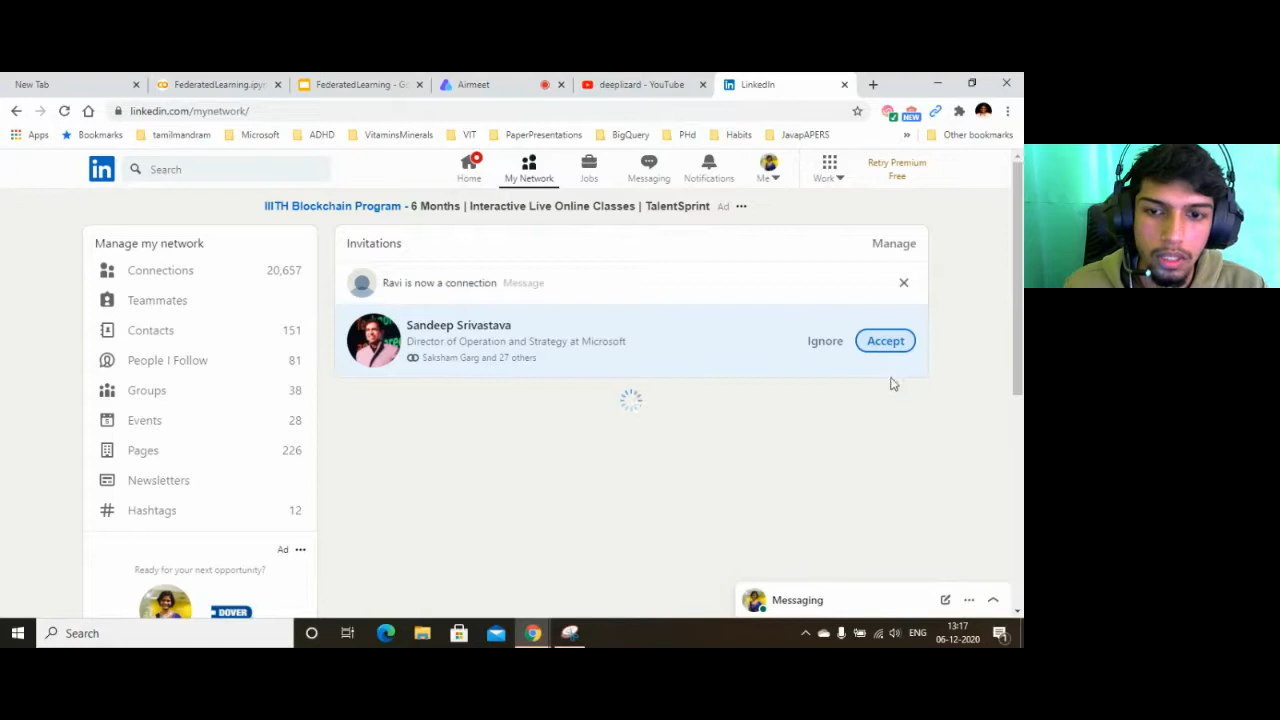 New Tab
FederatedLearning.ipyn
FederatedLearning - Go
Airmeet
deeplizard - YouTube
LinkedIn
linkedin.com/mynetwork/
NEW
Apps
Bookmarks
tamilmandram
Microsoft
ADHD
VitaminsMinerals
VIT
PaperPresentations
BigQuery
PHd
Habits
JavapAPERS
Other bookmarks
in
Search
Home
My Network
Jobs
Messaging
Notifications
Me
Work
Retry Premium
Free
IIITH Blockchain Program - 6 Months | Interactive Live Online Classes | TalentSprint Ad
Manage my network
Connections 20,657
Teammates
Contacts 151
People I Follow 81
Groups 38
Events 28
Pages 226
Newsletters
Hashtags 12
Ad
Ready for your next opportunity?
DOVER
Invitations
Manage
Ravi is now a connection Message
Sandeep Srivastava
Director of Operation and Strategy at Microsoft
Saksham Garg and 27 others
Ignore
Accept
Messaging
Search
ENG
13:17
06-12-2020
1